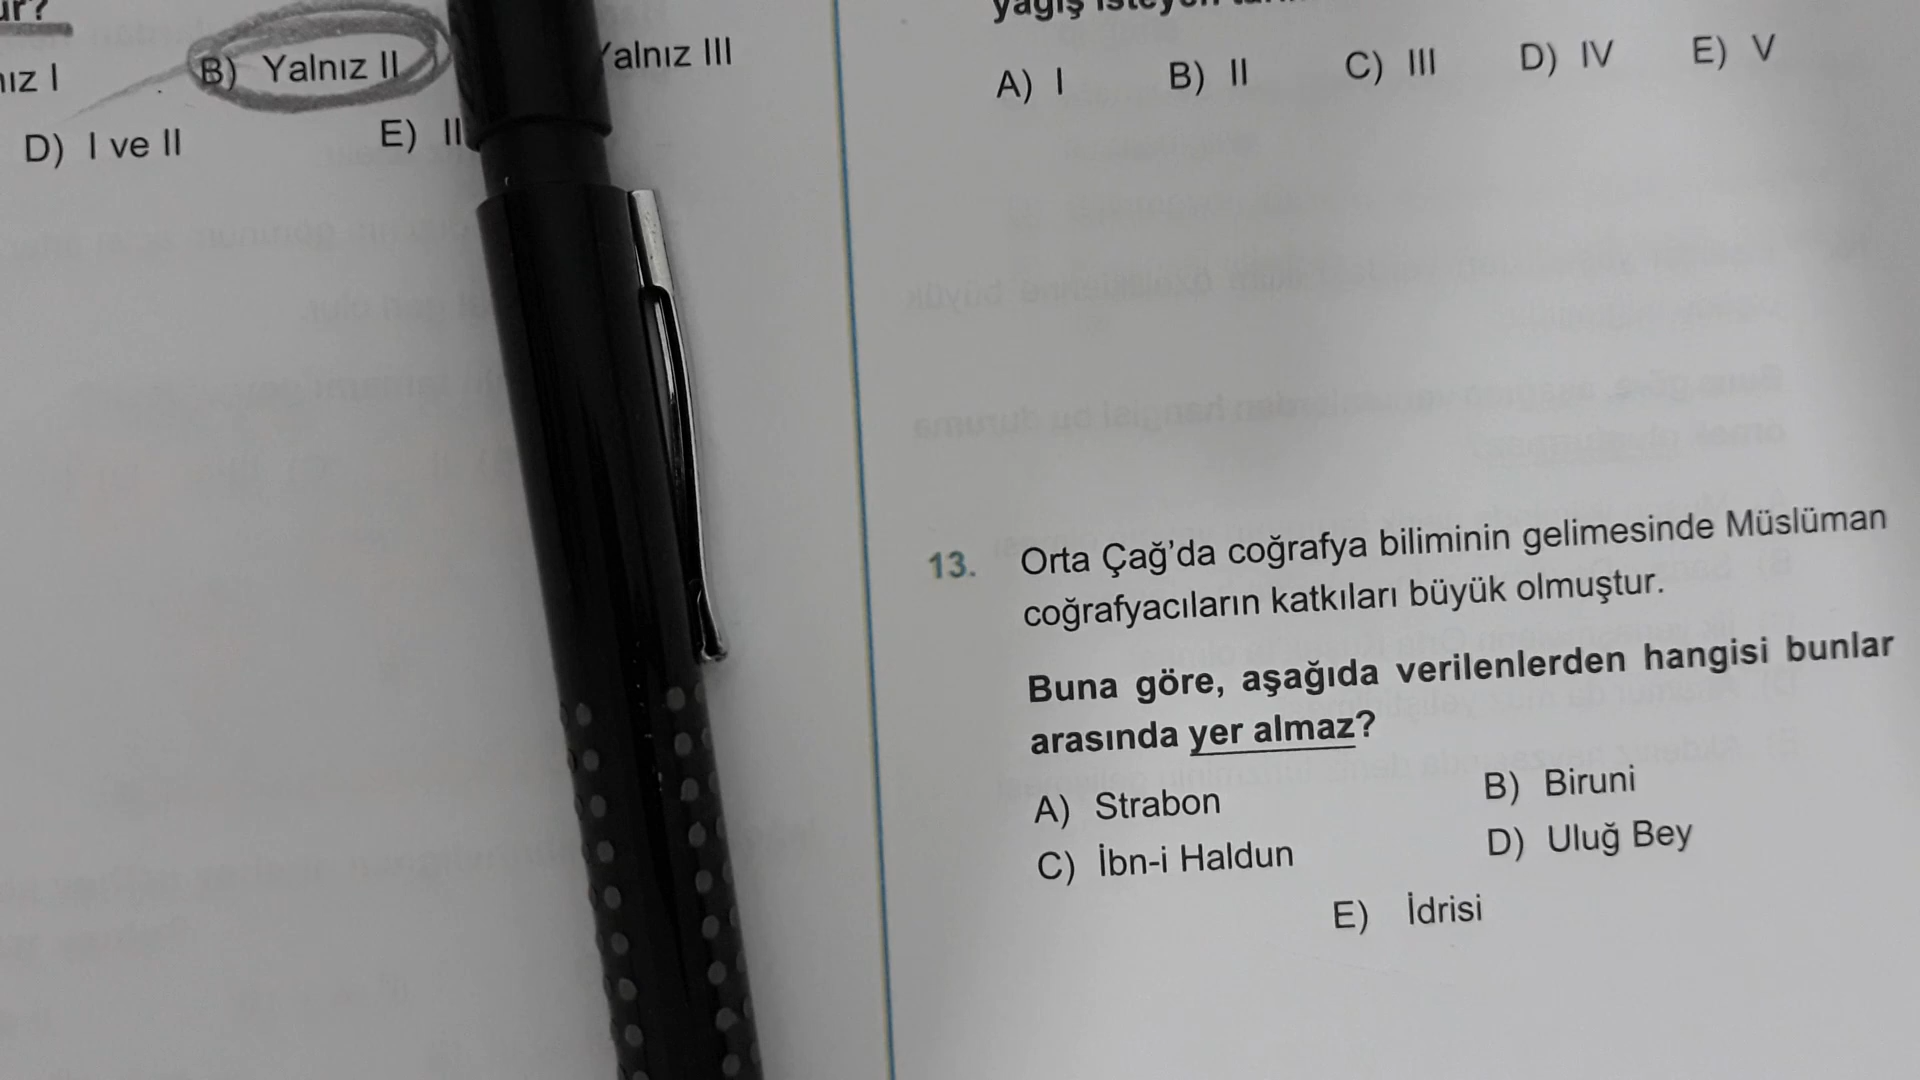 B) Yalnız II
alnız III
D) I ve II
E) II
A) I B) II C) III D) IV E) V
13. Orta Çağ'da coğrafya biliminin gelimesinde Müslüman
coğrafyacıların katkıları büyük olmuştur.
Buna göre, aşağıda verilenlerden hangisi bunlar
arasında yer almaz?
A) Strabon
B) Biruni
C) İbn-i Haldun
D) Uluğ Bey
E) İdrisi